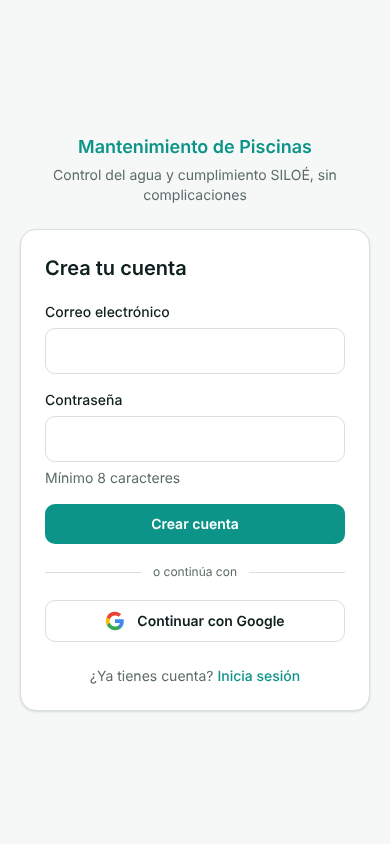 Mantenimiento de Piscinas
Control del agua y cumplimiento SILOÉ, sin
complicaciones
Crea tu cuenta
Correo electrónico
Contraseña
Mínimo 8 caracteres
Crear cuenta
o continúa con
Continuar con Google
¿Ya tienes cuenta? Inicia sesión